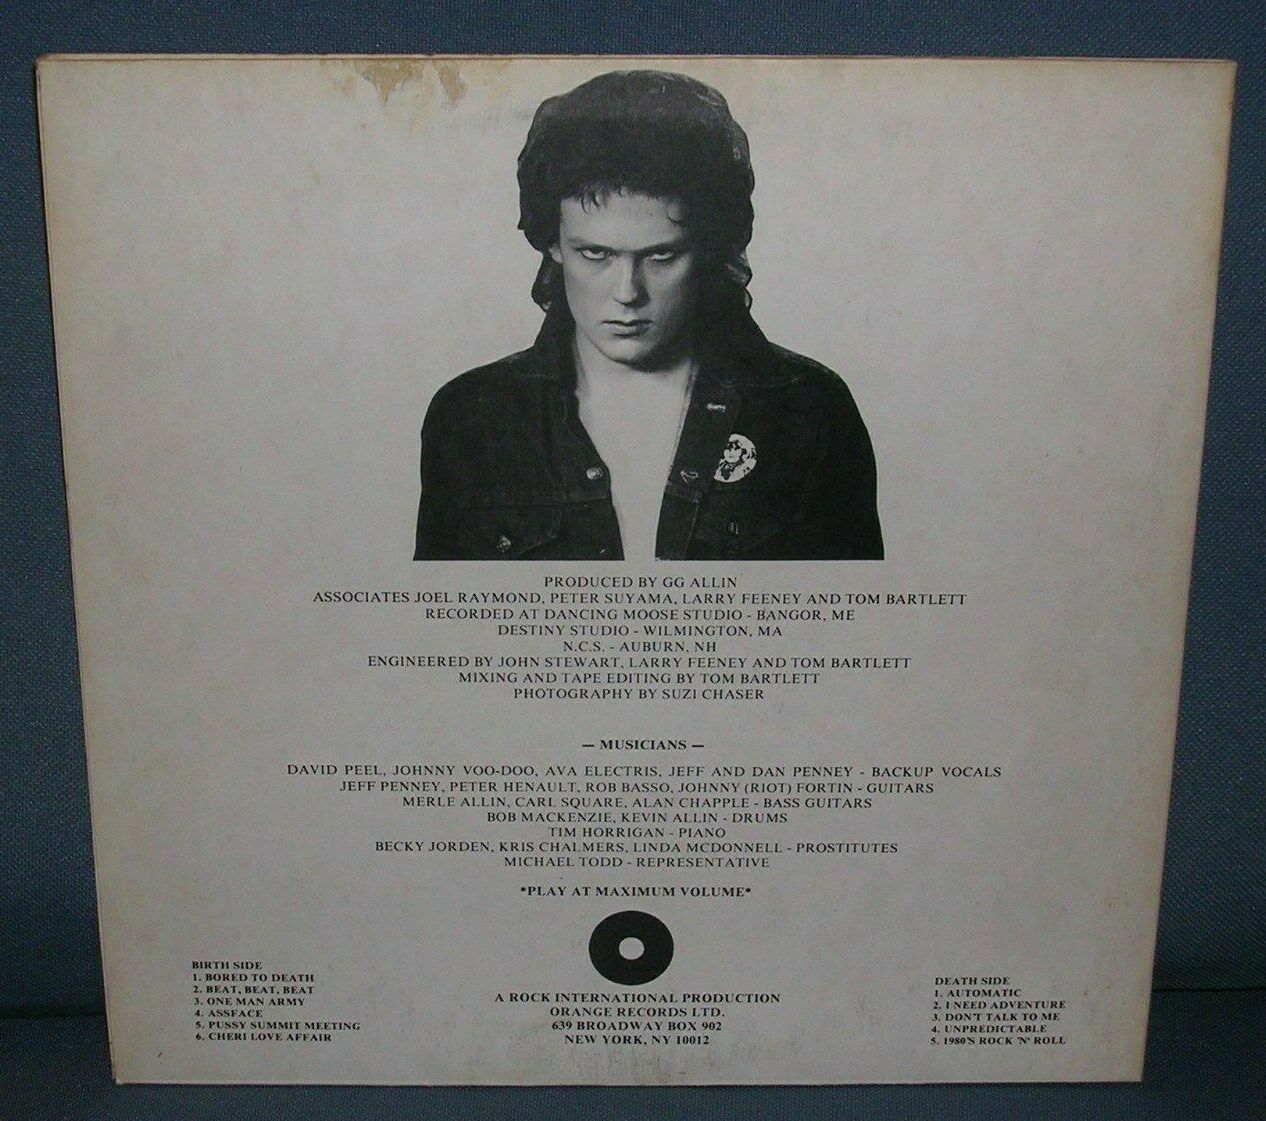 PRODUCED BY GG ALLIN
ASSOCIATES JOEL RAYMOND, PETER SUYAMA, LARRY FEENEY AND TOM BARTLETT
RECORDED AT DANCING MOOSE STUDIO - BANGOR, ME
DESTINY STUDIO - WILMINGTON, MA
N.C.S. - AUBURN, NH
ENGINEERED BY JOHN STEWART, LARRY FEENEY AND TOM BARTLETT
MIXING AND TAPE EDITING BY TOM BARTLETT
PHOTOGRAPHY BY SUZI CHASER
— MUSICIANS —
DAVID PEEL, JOHNNY VOO-DOO, AVA ELECTRIS, JEFF AND DAN PENNEY - BACKUP VOCALS
JEFF PENNEY, PETER HENAULT, ROB BASSO, JOHNNY (RIOT) FORTIN - GUITARS
MERLE ALLIN, CARL SQUARE, ALAN CHAPPLE - BASS GUITARS
BOB MACKENZIE, KEVIN ALLIN - DRUMS
TIM HORRIGAN - PIANO
BECKY JORDEN, KRIS CHALMERS, LINDA MCDONNELL - PROSTITUTES
MICHAEL TODD - REPRESENTATIVE
*PLAY AT MAXIMUM VOLUME*
BIRTH SIDE
1. BORED TO DEATH
2. BEAT, BEAT, BEAT
3. ONE MAN ARMY
4. ASSFACE
5. PUSSY SUMMIT MEETING
6. CHERI LOVE AFFAIR
A ROCK INTERNATIONAL PRODUCTION
ORANGE RECORDS LTD.
639 BROADWAY BOX 902
NEW YORK, NY 10012
DEATH SIDE
1. AUTOMATIC
2. I NEED ADVENTURE
3. DON'T TALK TO ME
4. UNPREDICTABLE
5. 1980'S ROCK 'N' ROLL